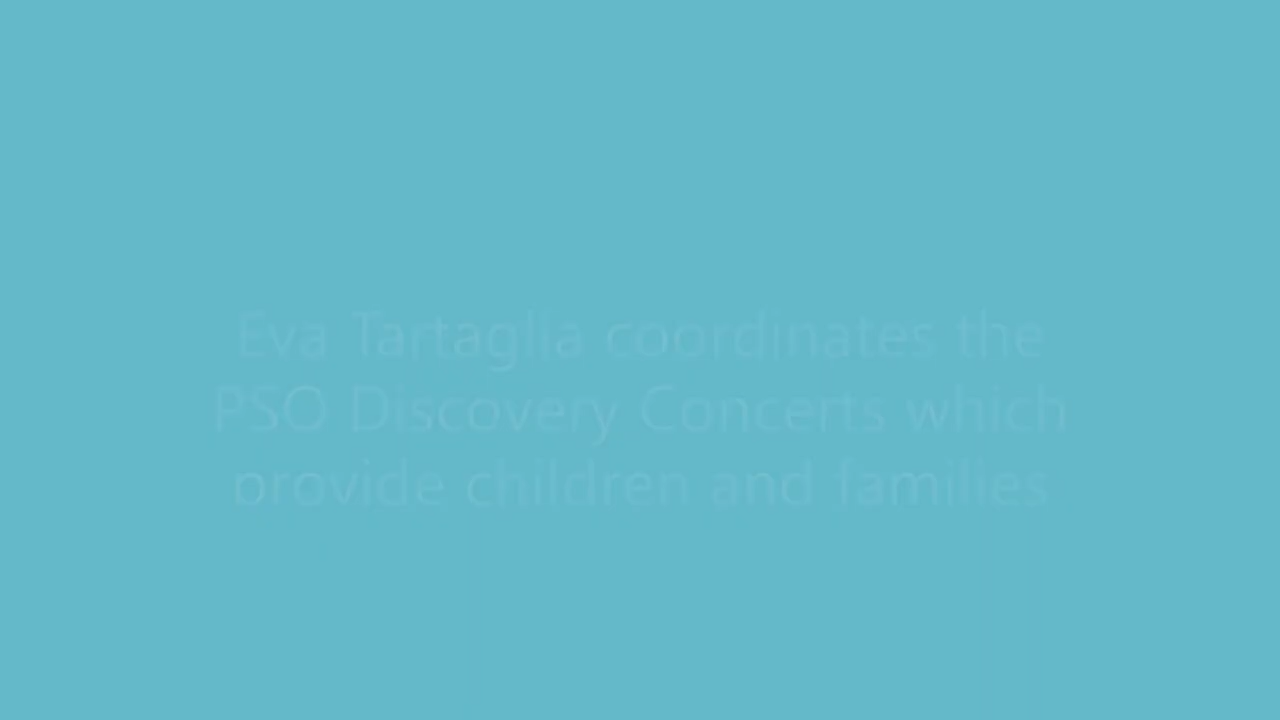 Eva Tartaglia coordinates the
PSO Discovery Concerts which
provide children and families